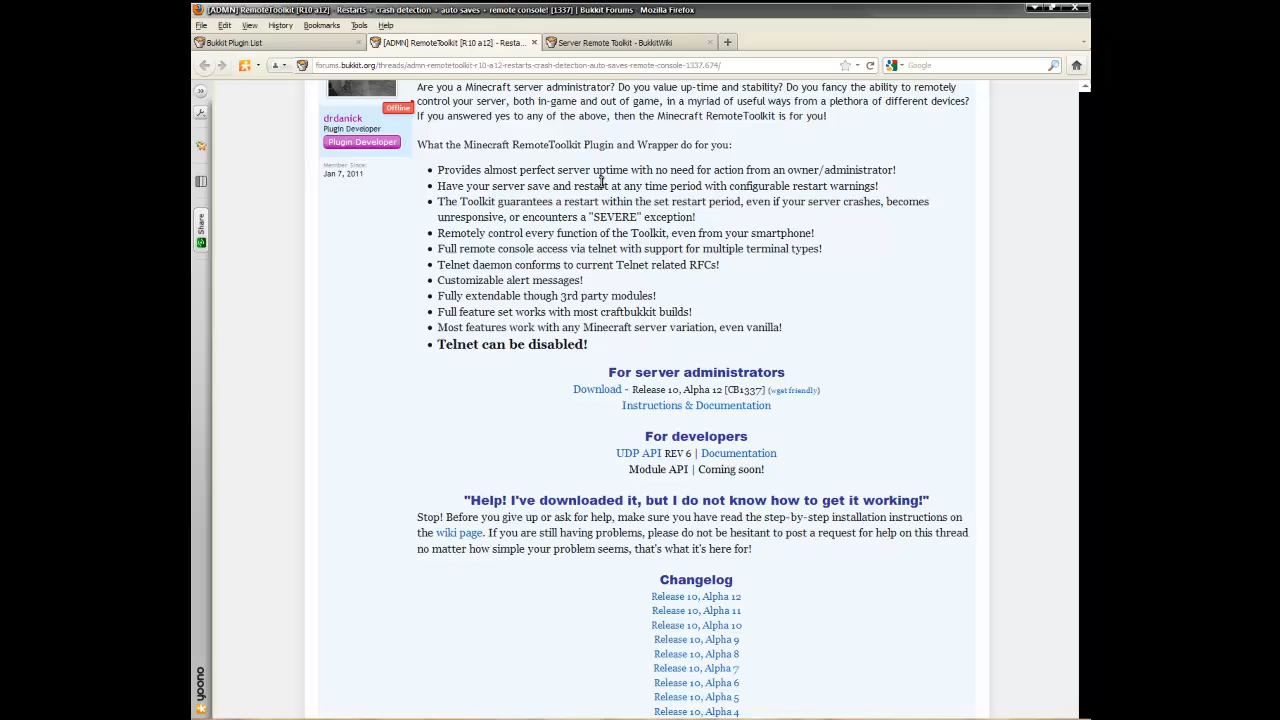 [ADMN] RemoteToolkit [R10 a12] - Restarts + crash detection + auto saves + remote console! [1337] | Bukkit Forums - Mozilla Firefox
File Edit View History Bookmarks Tools Help
Bukkit Plugin List
[ADMN] RemoteToolkit [R10 a12] - Resta...
Server Remote Toolkit - BukkitWiki
forums.bukkit.org/threads/admn-remotetoolkit-r10-a12-restarts-crash-detection-auto-saves-remote-console-1337.674/
Google
Share
yoono
Offline
drdanick
Plugin Developer
Plugin Developer
Member Since:
Jan 7, 2011
Are you a Minecraft server administrator? Do you value up-time and stability? Do you fancy the ability to remotely
control your server, both in-game and out of game, in a myriad of useful ways from a plethora of different devices?
If you answered yes to any of the above, then the Minecraft RemoteToolkit is for you!
What the Minecraft RemoteToolkit Plugin and Wrapper do for you:
• Provides almost perfect server uptime with no need for action from an owner/administrator!
• Have your server save and restart at any time period with configurable restart warnings!
• The Toolkit guarantees a restart within the set restart period, even if your server crashes, becomes
unresponsive, or encounters a "SEVERE" exception!
• Remotely control every function of the Toolkit, even from your smartphone!
• Full remote console access via telnet with support for multiple terminal types!
• Telnet daemon conforms to current Telnet related RFCs!
• Customizable alert messages!
• Fully extendable though 3rd party modules!
• Full feature set works with most craftbukkit builds!
• Most features work with any Minecraft server variation, even vanilla!
• Telnet can be disabled!
For server administrators
Download - Release 10, Alpha 12 [CB1337] (wget friendly)
Instructions & Documentation
For developers
UDP API REV 6 | Documentation
Module API | Coming soon!
"Help! I've downloaded it, but I do not know how to get it working!"
Stop! Before you give up or ask for help, make sure you have read the step-by-step installation instructions on
the wiki page. If you are still having problems, please do not be hesitant to post a request for help on this thread
no matter how simple your problem seems, that's what it's here for!
Changelog
Release 10, Alpha 12
Release 10, Alpha 11
Release 10, Alpha 10
Release 10, Alpha 9
Release 10, Alpha 8
Release 10, Alpha 7
Release 10, Alpha 6
Release 10, Alpha 5
Release 10, Alpha 4